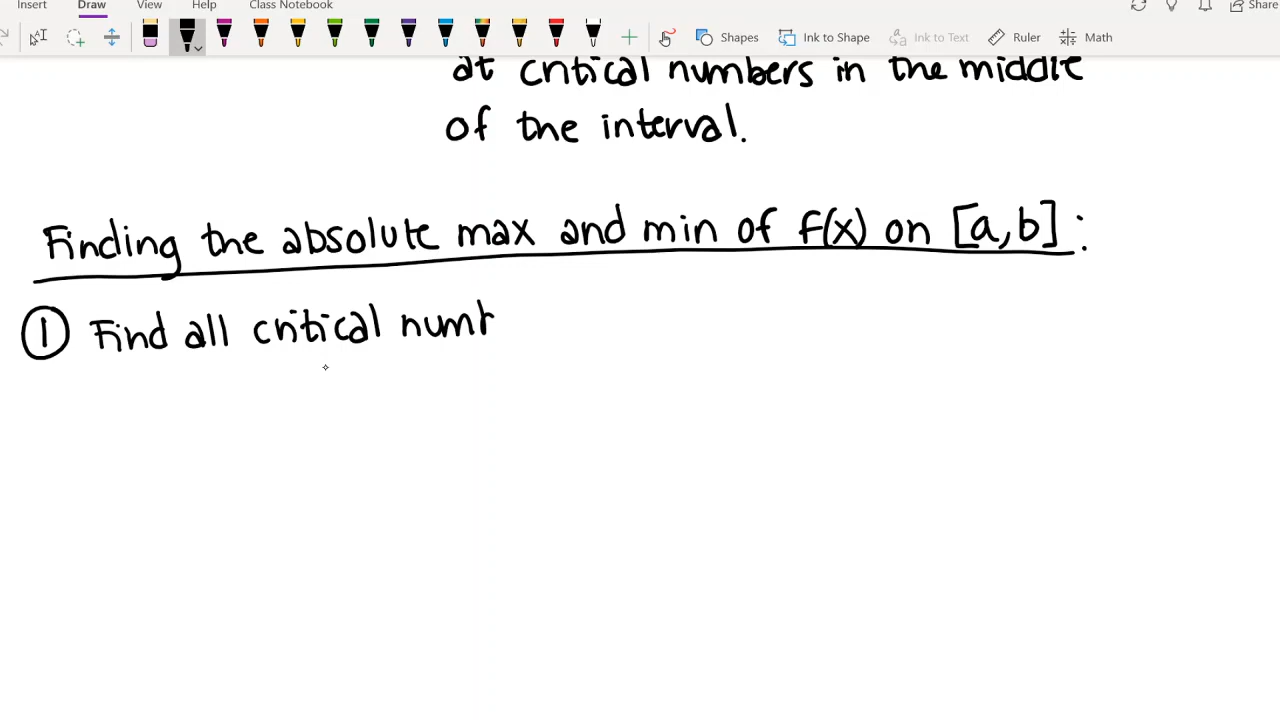 Insert Draw View Help Class Notebook Share
Shapes Ink to Shape Ink to Text Ruler Math
at critical numbers in the middle
of the interval.
Finding the absolute max and min of f(x) on [a,b]:
① Find all critical numb